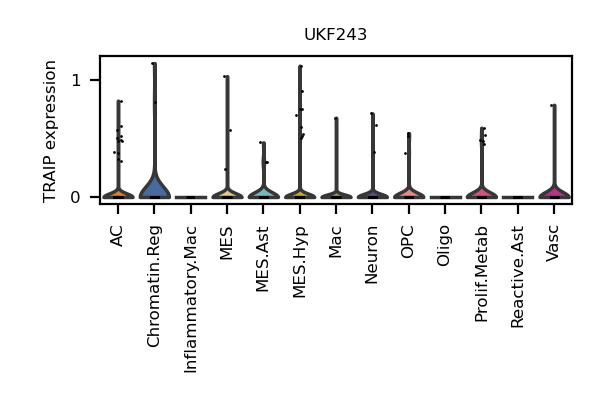 UKF243
TRAIP expression
1
0
AC
Chromatin.Reg
Inflammatory.Mac
MES
MES.Ast
MES.Hyp
Mac
Neuron
OPC
Oligo
Prolif.Metab
Reactive.Ast
Vasc